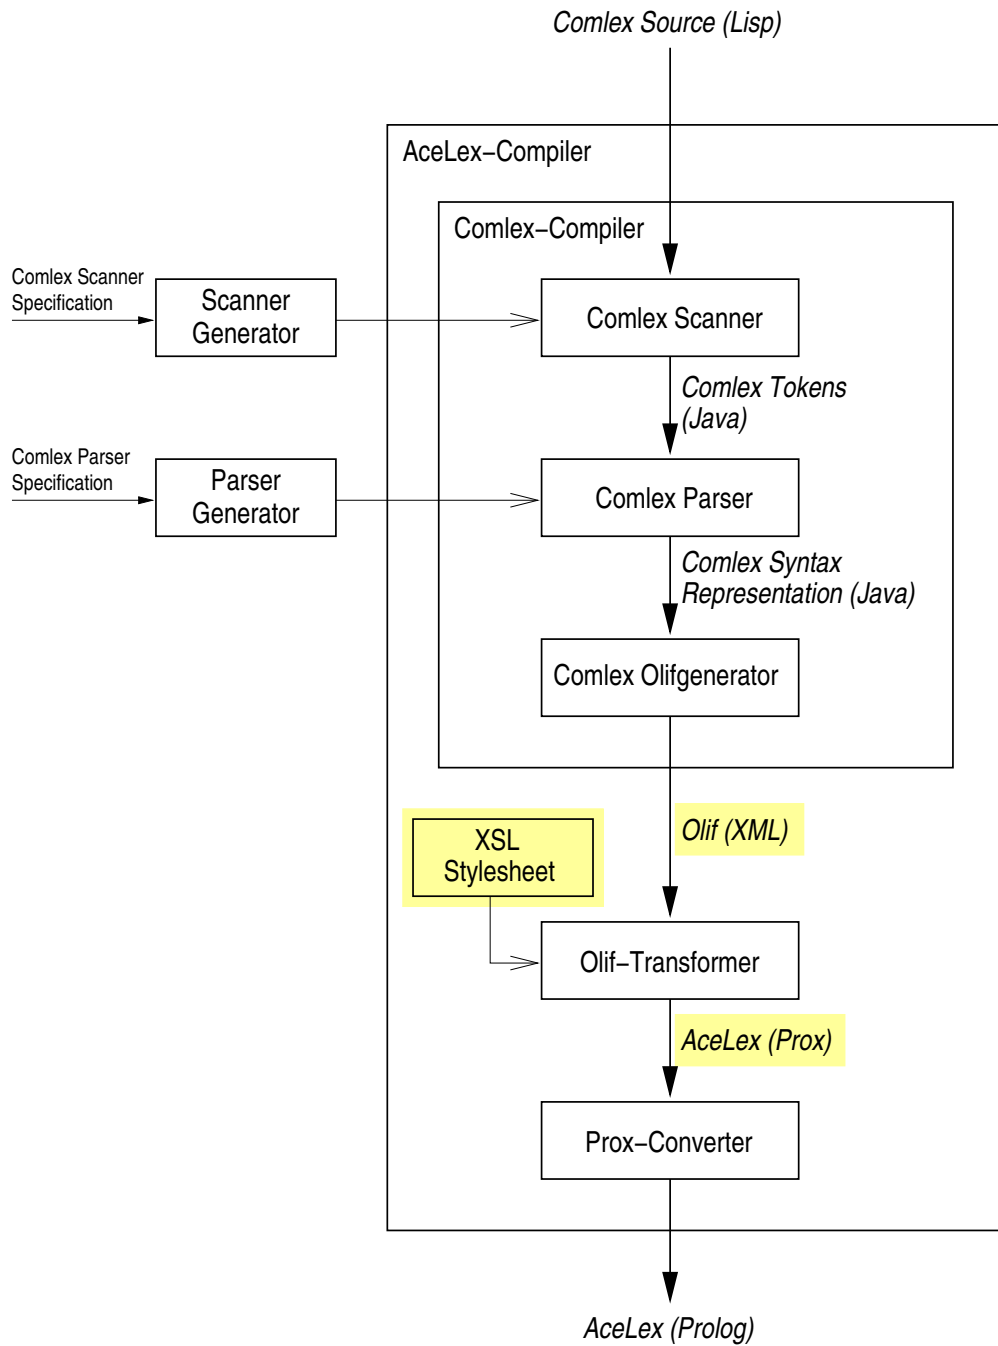 Comlex Source (Lisp)
AceLex–Compiler
Comlex–Compiler
Comlex Scanner
Specification
Scanner
Generator
Comlex Scanner
Comlex Tokens
(Java)
Comlex Parser
Specification
Parser
Generator
Comlex Parser
Comlex Syntax
Representation (Java)
Comlex Olifgenerator
Olif (XML)
XSL
Stylesheet
Olif–Transformer
AceLex (Prox)
Prox–Converter
AceLex (Prolog)